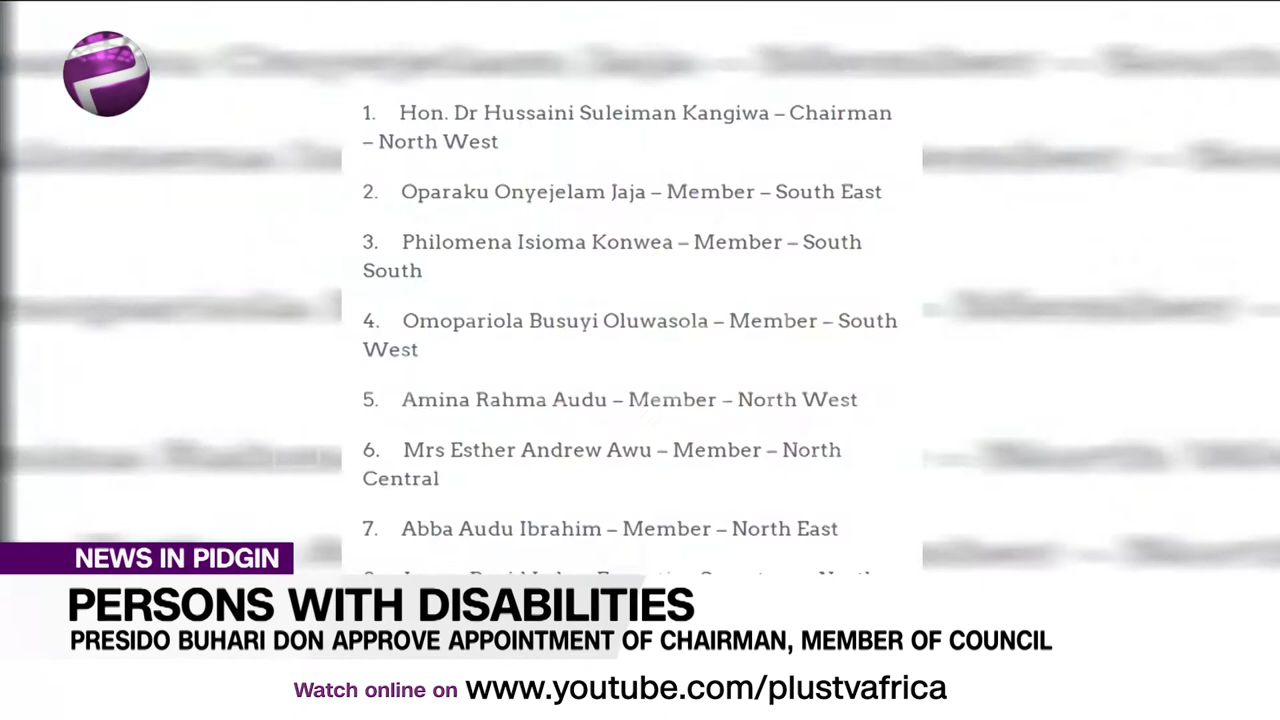 1. Hon. Dr Hussaini Suleiman Kangiwa – Chairman
– North West
2. Oparaku Onyejelam Jaja – Member – South East
3. Philomena Isioma Konwea – Member – South
South
4. Omopariola Busuyi Oluwasola – Member – South
West
5. Amina Rahma Audu – Member – North West
6. Mrs Esther Andrew Awu – Member – North
Central
7. Abba Audu Ibrahim – Member – North East
NEWS IN PIDGIN
PERSONS WITH DISABILITIES
PRESIDO BUHARI DON APPROVE APPOINTMENT OF CHAIRMAN, MEMBER OF COUNCIL
Watch online on www.youtube.com/plustvafrica